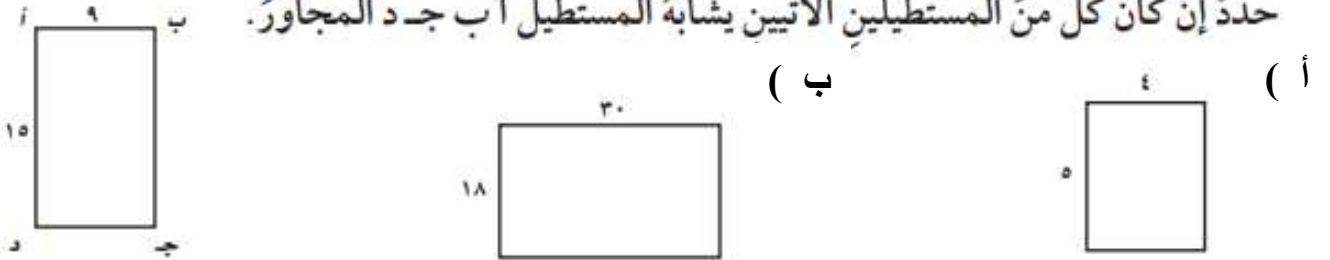 حددْ إن كانَ كلّ منَ المستطيلينِ الآتيينِ يشابهُ المستطيلَ أ ب جـ د المجاورَ.
أ )
٤
٥
ب )
٣٠
١٨
أ
٩
ب
١٥
د
جـ